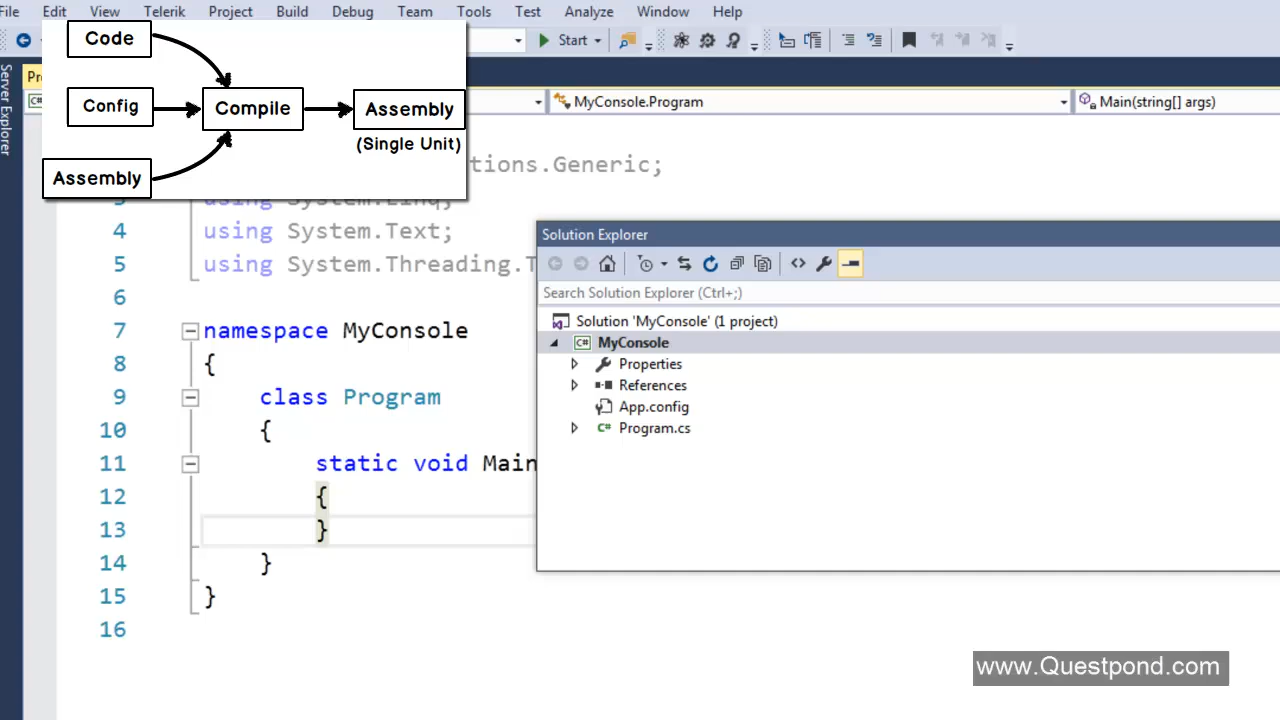 File Edit View Telerik Project Build Debug Team Tools Test Analyze Window Help
Start
Code
Config
Compile
Assembly
(Single Unit)
Assembly
Server Explorer
MyConsole.Program
Main(string[] args)
tions.Generic;
using System.Linq;
4 using System.Text;
5 using System.Threading.T
6
7 namespace MyConsole
8 {
9 class Program
10 {
11 static void Main
12 {
13 }
14 }
15 }
16
Solution Explorer
Search Solution Explorer (Ctrl+;)
Solution 'MyConsole' (1 project)
C# MyConsole
Properties
References
App.config
C# Program.cs
www.Questpond.com